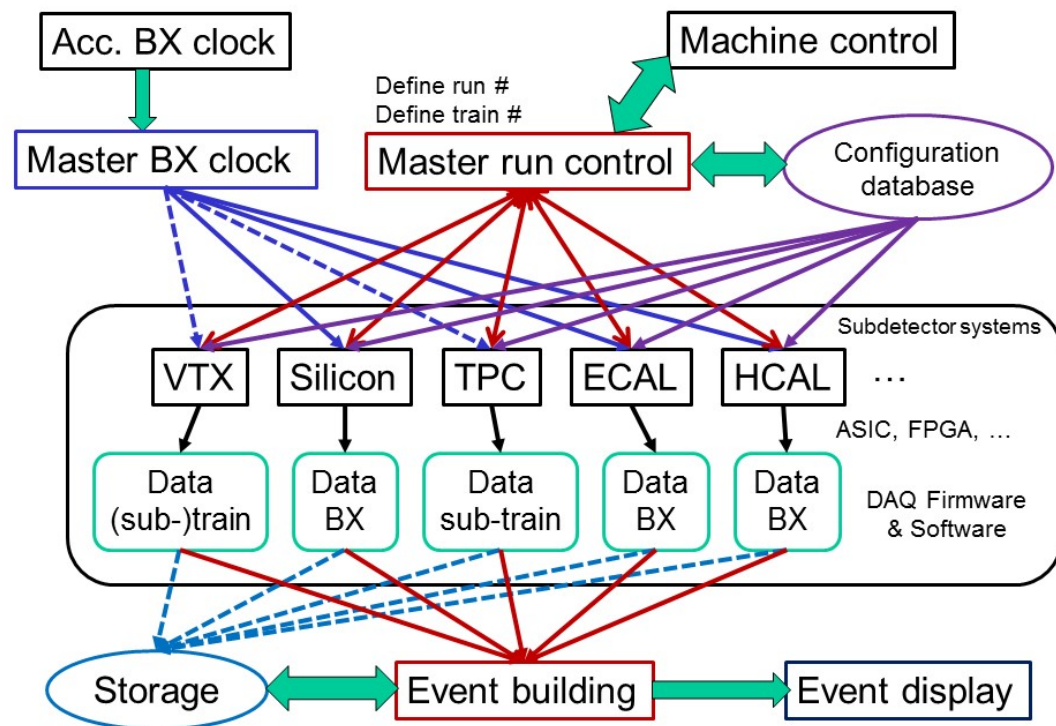 Acc. BX clock
Machine control
Define run #
Define train #
Master BX clock
Master run control
Configuration
database
Subdetector systems
VTX
Silicon
TPC
ECAL
HCAL
...
ASIC, FPGA, ...
Data
(sub-)train
Data
BX
Data
sub-train
Data
BX
Data
BX
DAQ Firmware
& Software
Storage
Event building
Event display